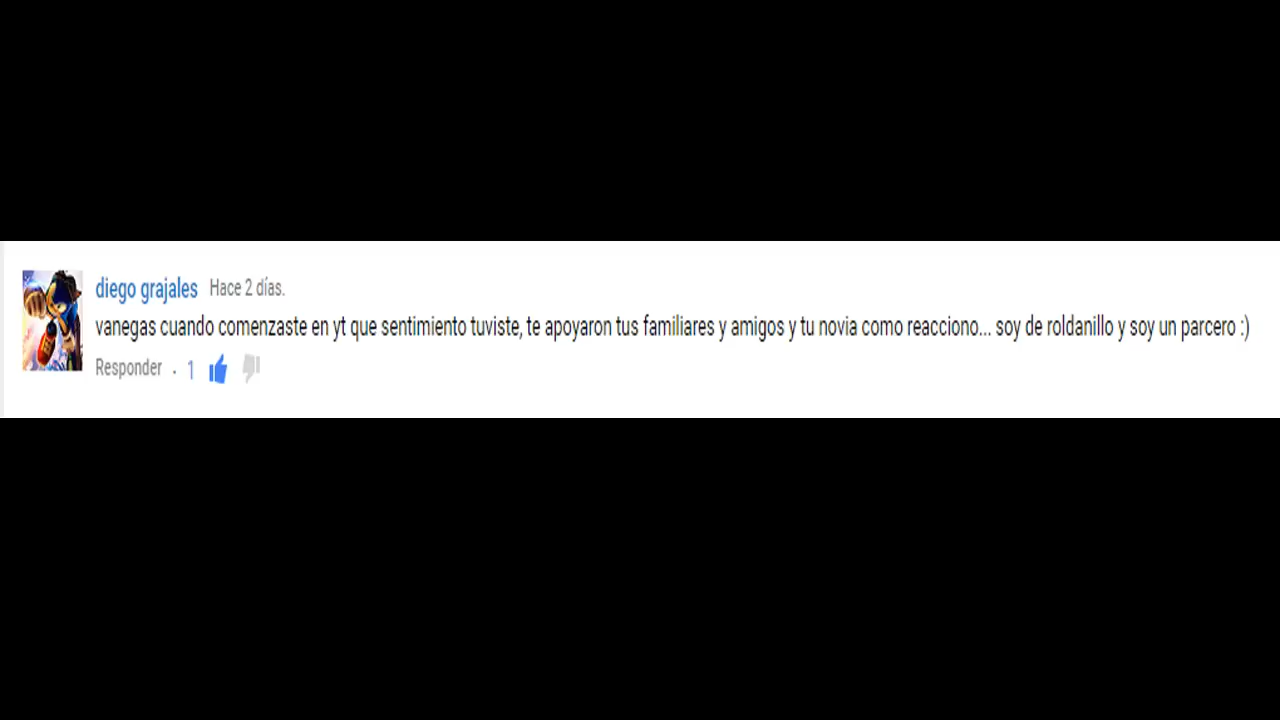 diego grajales Hace 2 días.
vanegas cuando comenzaste en yt que sentimiento tuviste, te apoyaron tus familiares y amigos y tu novia como reacciono... soy de roldanillo y soy un parcero :)
Responder · 1